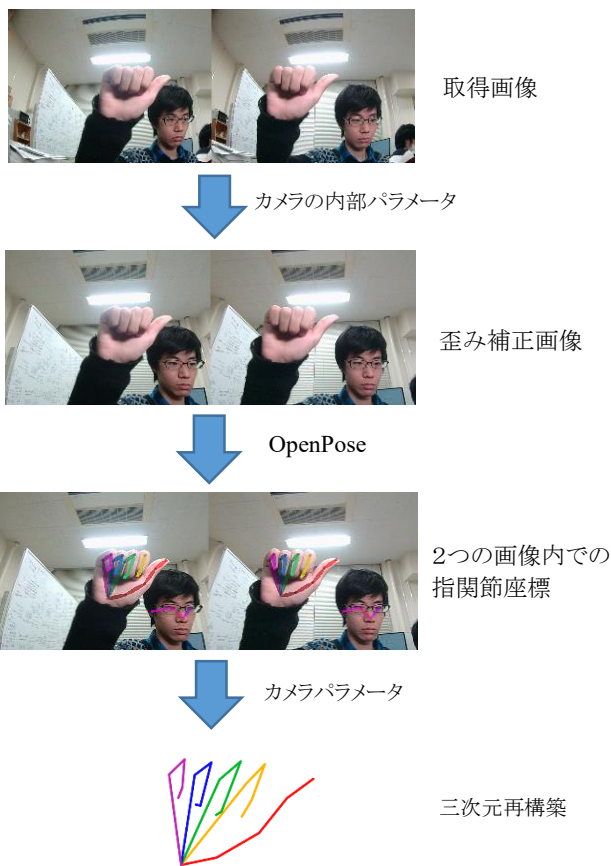 取得画像
カメラの内部パラメータ
歪み補正画像
OpenPose
2つの画像内での
指関節座標
カメラパラメータ
三次元再構築